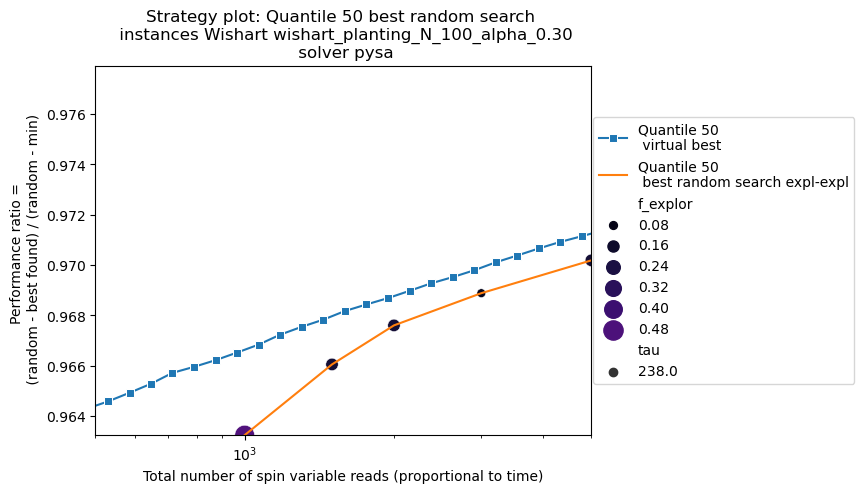 Strategy plot: Quantile 50 best random search
instances Wishart wishart_planting_N_100_alpha_0.30
solver pysa
Performance ratio =
(random - best found) / (random - min)
0.976
0.974
0.972
0.970
0.968
0.966
0.964
10^3
Total number of spin variable reads (proportional to time)
Quantile 50
virtual best
Quantile 50
best random search expl-expl
f_explor
0.08
0.16
0.24
0.32
0.40
0.48
tau
238.0